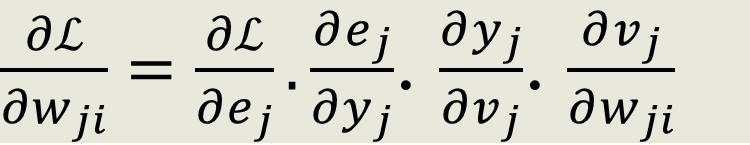 ∂ℒ/∂w_ji = ∂ℒ/∂e_j . ∂e_j/∂y_j . ∂y_j/∂v_j . ∂v_j/∂w_ji